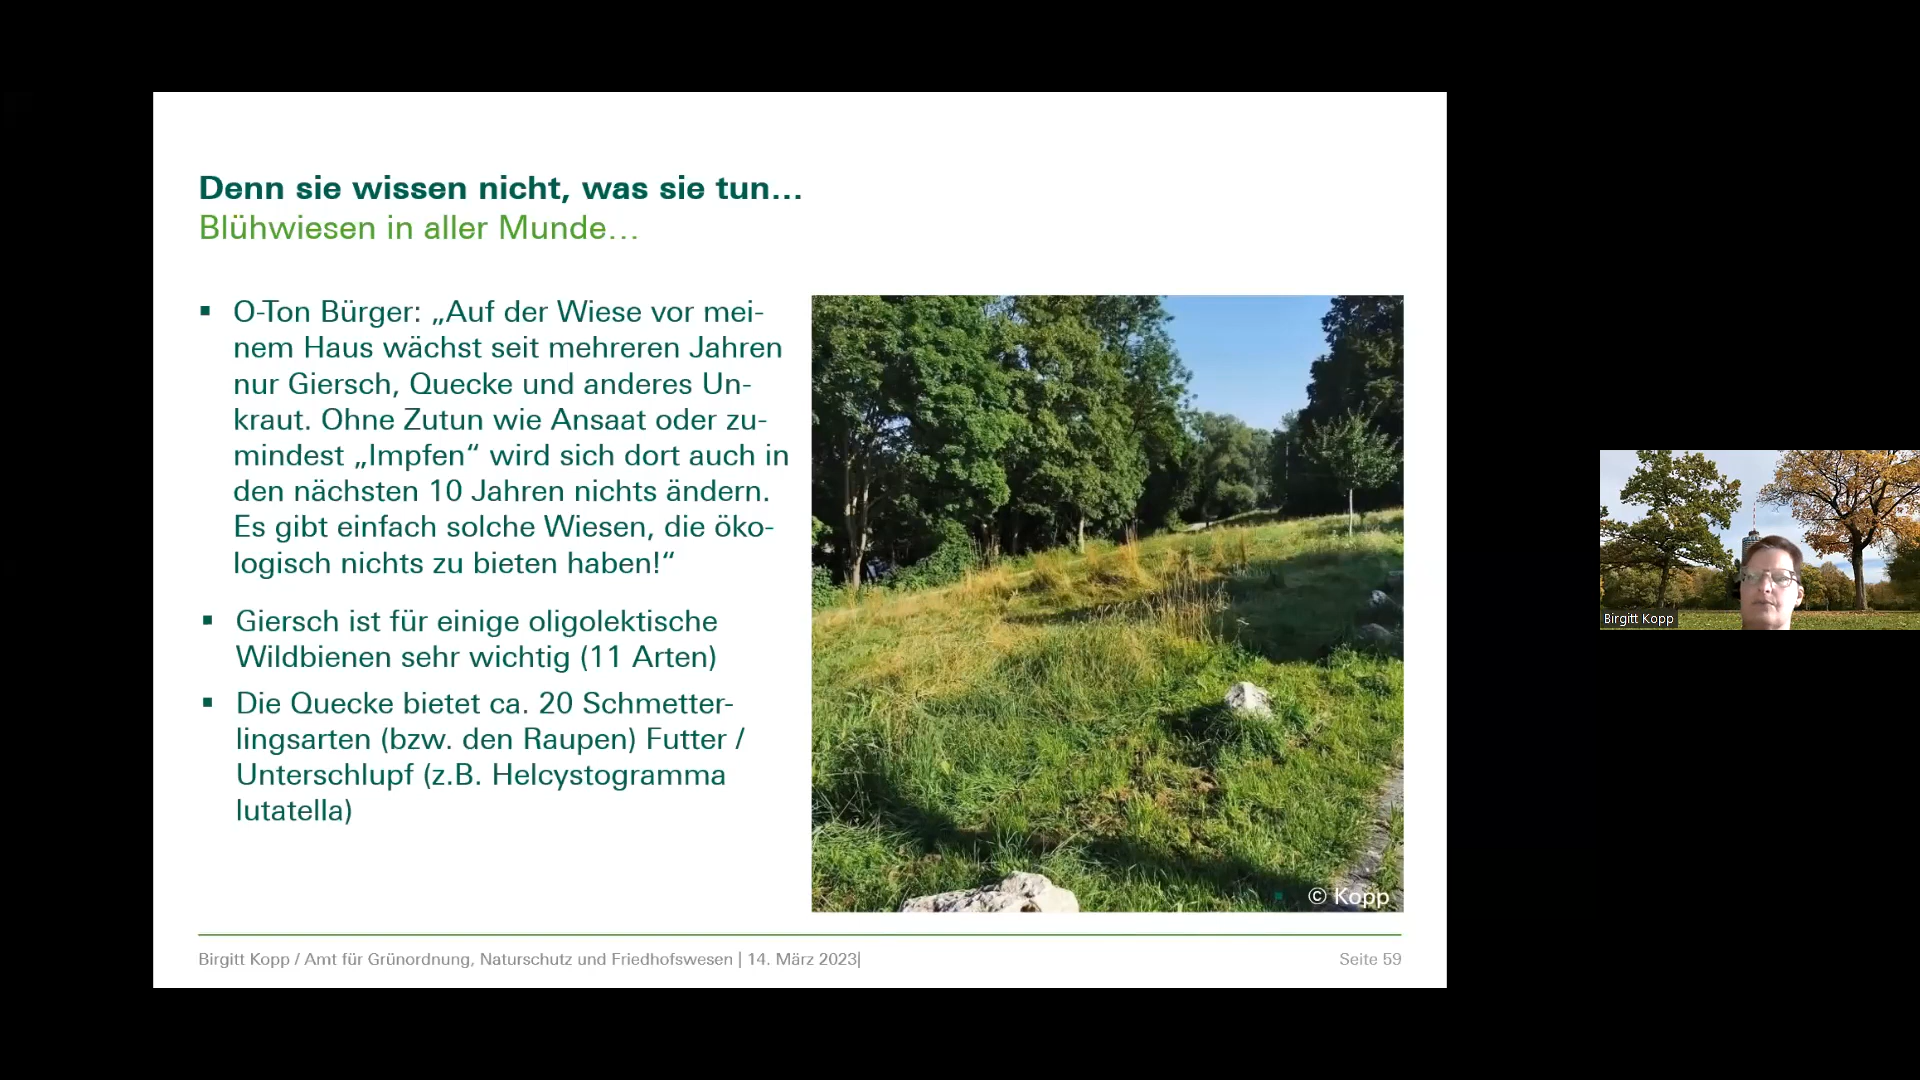 Denn sie wissen nicht, was sie tun...
Blühwiesen in aller Munde...
▪ O-Ton Bürger: „Auf der Wiese vor mei-
nem Haus wächst seit mehreren Jahren
nur Giersch, Quecke und anderes Un-
kraut. Ohne Zutun wie Ansaat oder zu-
mindest „Impfen“ wird sich dort auch in
den nächsten 10 Jahren nichts ändern.
Es gibt einfach solche Wiesen, die öko-
logisch nichts zu bieten haben!“
▪ Giersch ist für einige oligolektische
Wildbienen sehr wichtig (11 Arten)
▪ Die Quecke bietet ca. 20 Schmetter-
lingsarten (bzw. den Raupen) Futter /
Unterschlupf (z.B. Helcystogramma
lutatella)
© Kopp
Birgitt Kopp / Amt für Grünordnung, Naturschutz und Friedhofswesen | 14. März 2023|
Seite 59
Birgitt Kopp